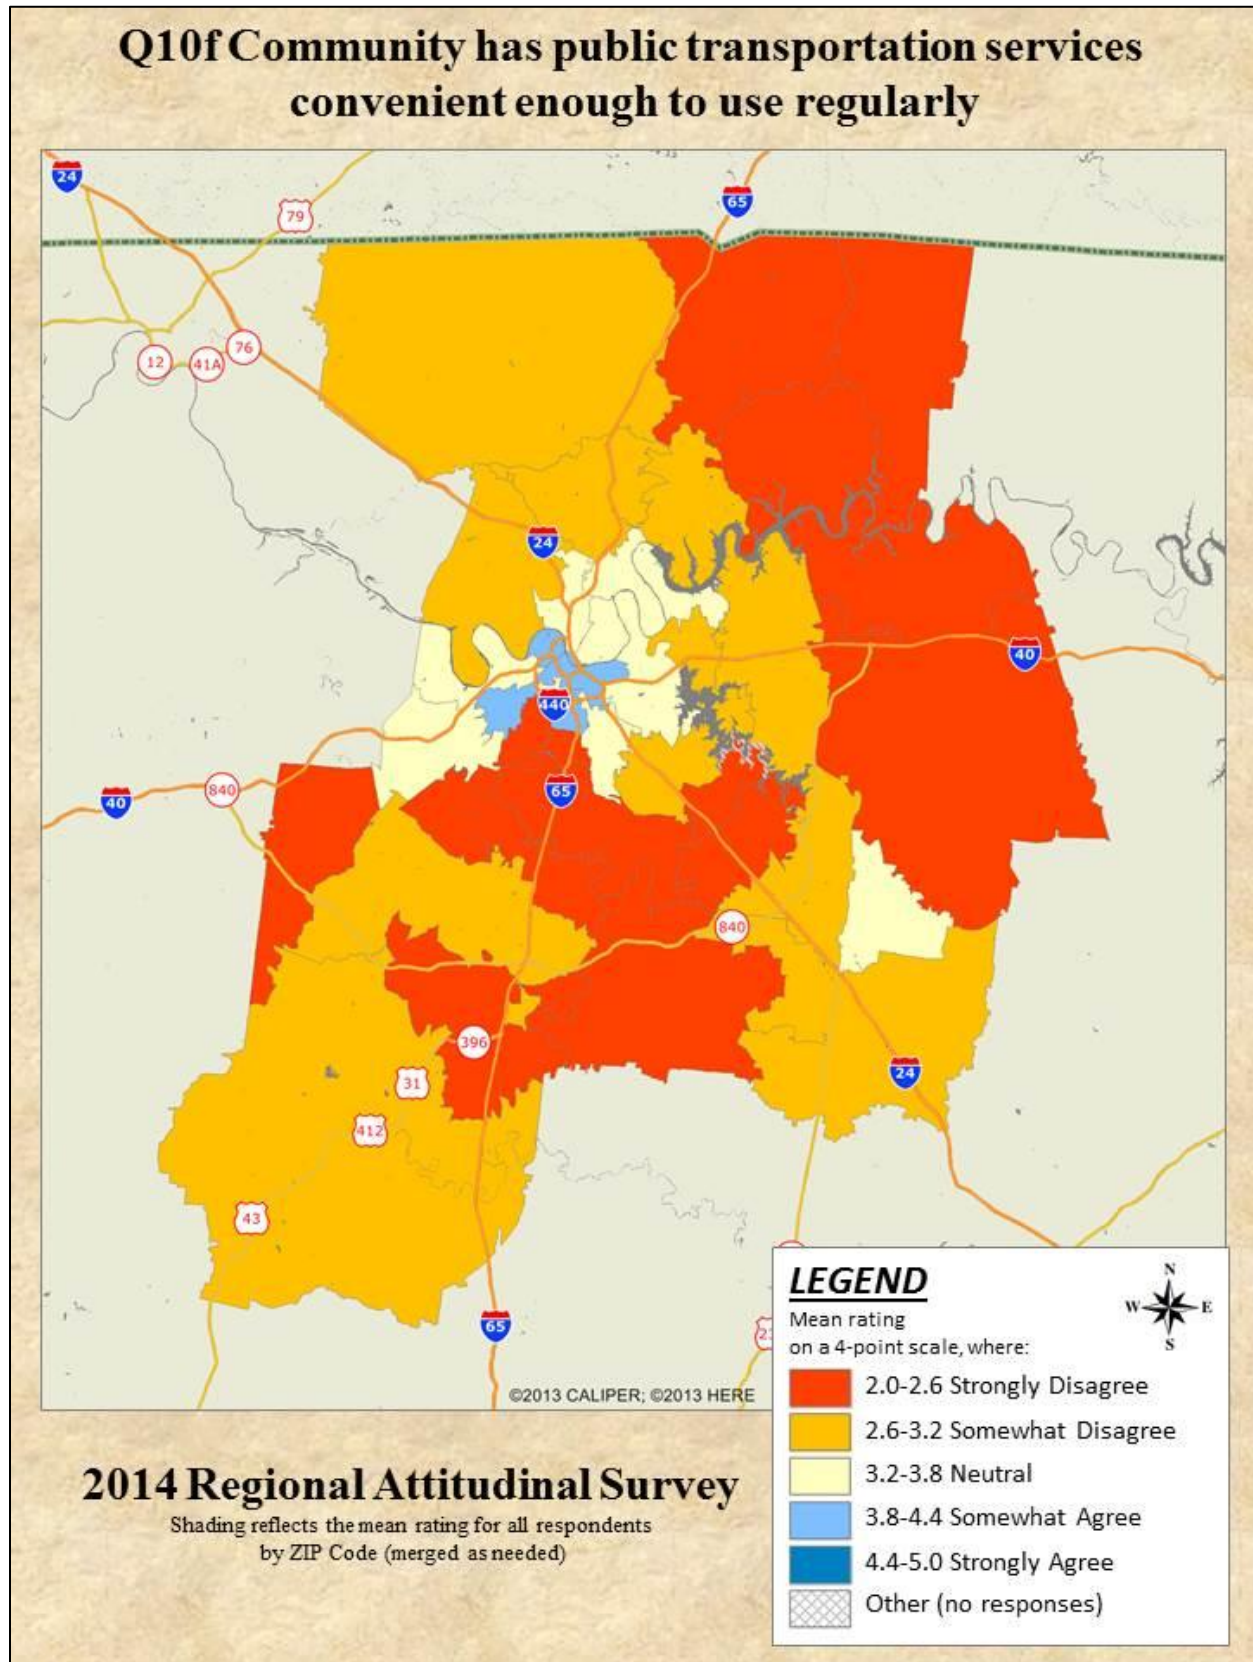 Q10f Community has public transportation services
convenient enough to use regularly
24
65
79
12
41A
76
24
40
440
840
40
65
840
396
31
24
412
43
65
©2013 CALIPER; ©2013 HERE
LEGEND
Mean rating
on a 4-point scale, where:
2.0-2.6 Strongly Disagree
2.6-3.2 Somewhat Disagree
3.2-3.8 Neutral
3.8-4.4 Somewhat Agree
4.4-5.0 Strongly Agree
Other (no responses)
N
W E
S
2014 Regional Attitudinal Survey
Shading reflects the mean rating for all respondents
by ZIP Code (merged as needed)